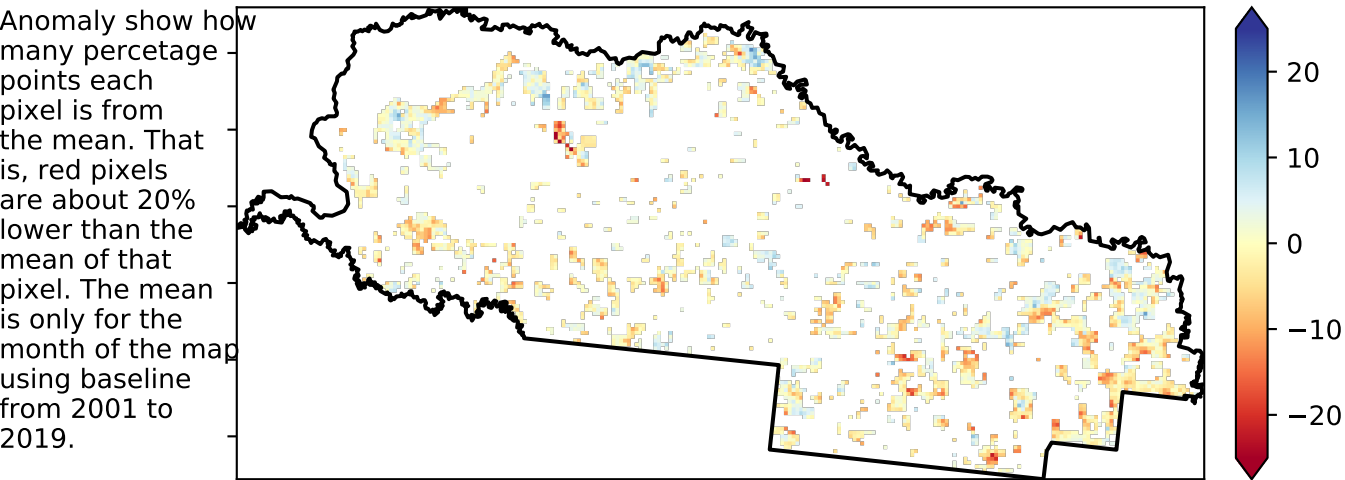 Anomaly show how
many percetage
points each
pixel is from
the mean. That
is, red pixels
are about 20%
lower than the
mean of that
pixel. The mean
is only for the
month of the map
using baseline
from 2001 to
2019.
20
10
0
−10
−20